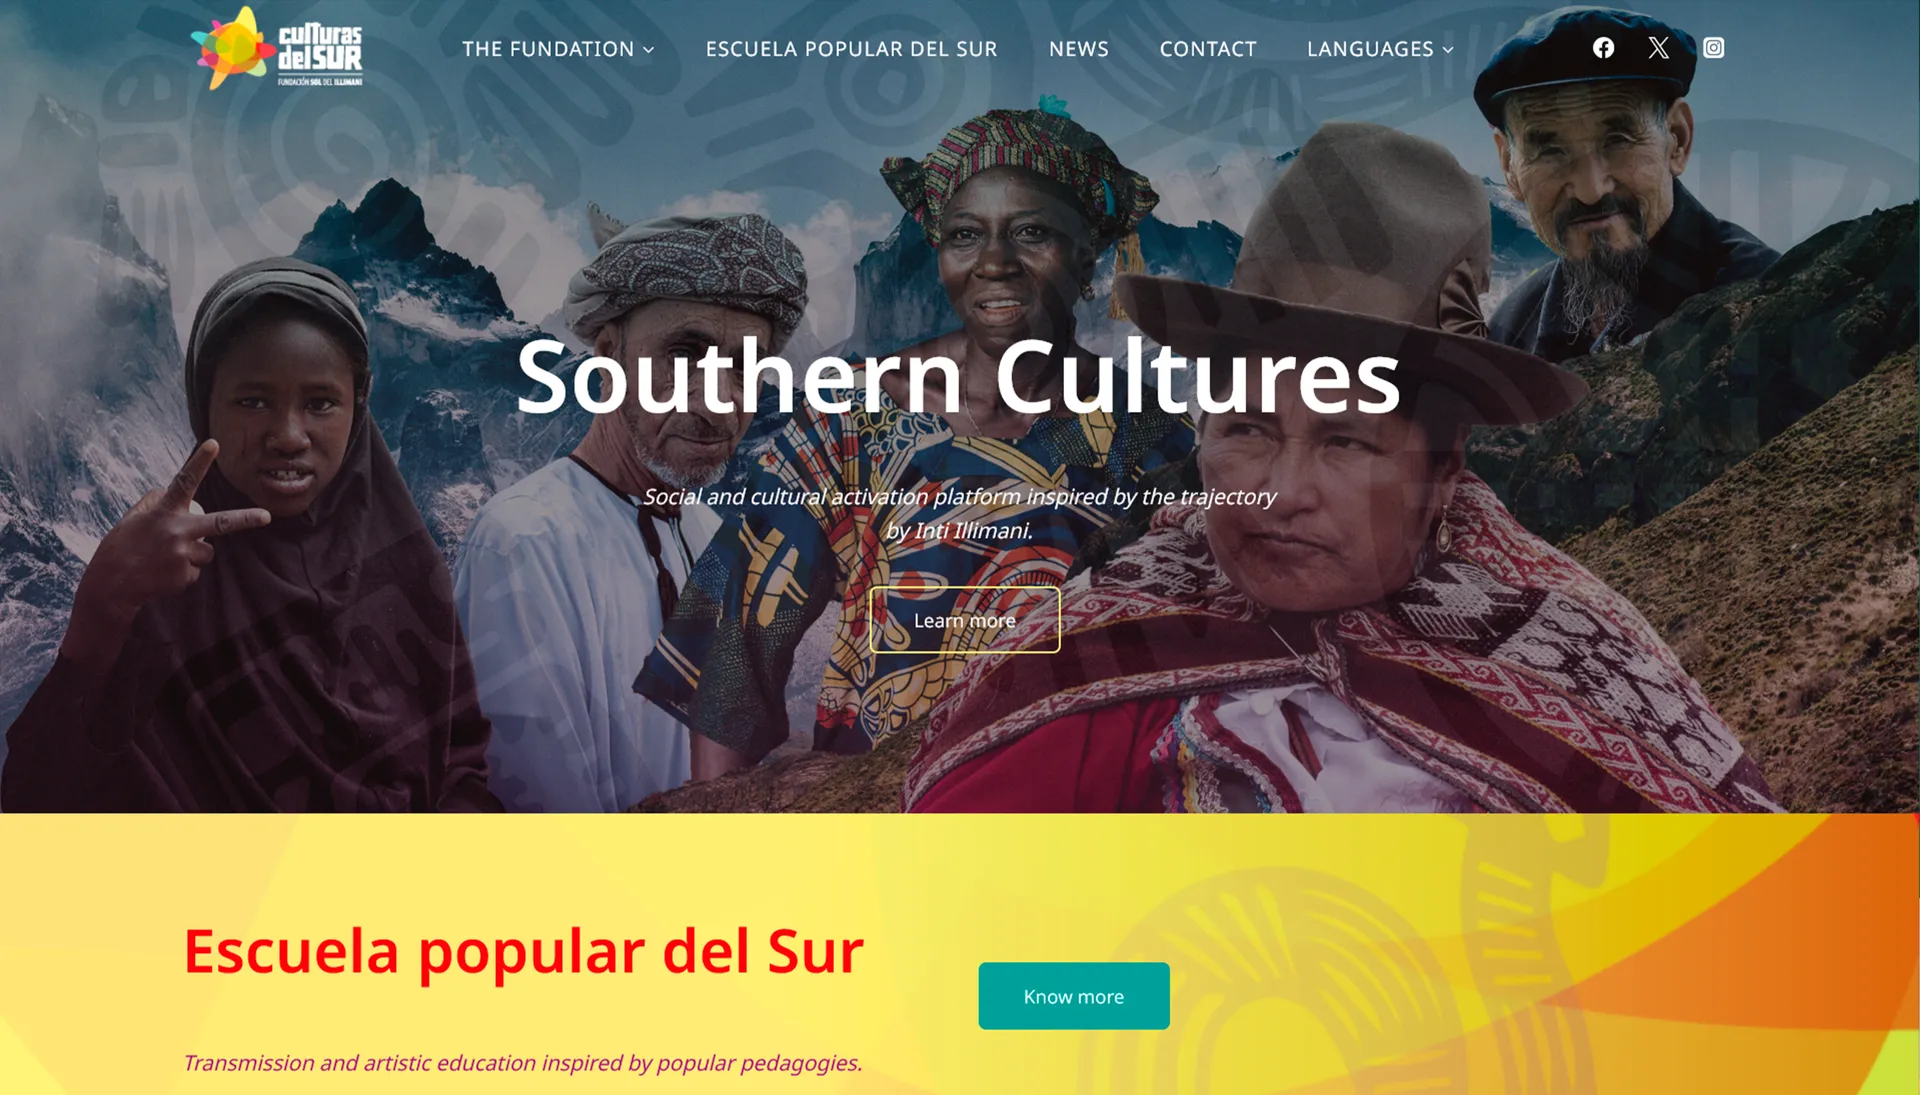 culturas
del SUR
FUNDACIÓN SOL DEL ILLIMANI
THE FUNDATION
ESCUELA POPULAR DEL SUR
NEWS
CONTACT
LANGUAGES
Southern Cultures
Social and cultural activation platform inspired by the trajectory
by Inti Illimani.
Learn more
Escuela popular del Sur
Know more
Transmission and artistic education inspired by popular pedagogies.